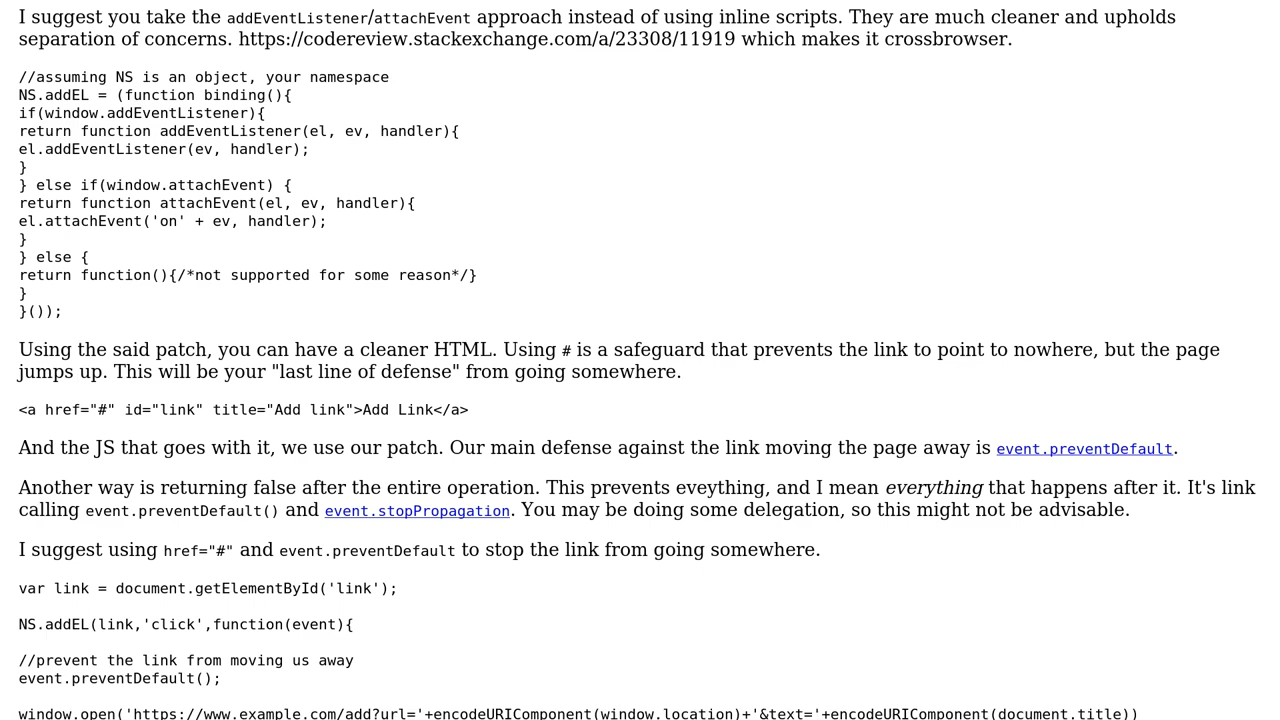 I suggest you take the addEventListener/attachEvent approach instead of using inline scripts. They are much cleaner and upholds
separation of concerns. https://codereview.stackexchange.com/a/23308/11919 which makes it crossbrowser.
//assuming NS is an object, your namespace
NS.addEL = (function binding(){
if(window.addEventListener){
return function addEventListener(el, ev, handler){
el.addEventListener(ev, handler);
}
} else if(window.attachEvent) {
return function attachEvent(el, ev, handler){
el.attachEvent('on' + ev, handler);
}
} else {
return function(){/*not supported for some reason*/}
}
}());
Using the said patch, you can have a cleaner HTML. Using # is a safeguard that prevents the link to point to nowhere, but the page
jumps up. This will be your "last line of defense" from going somewhere.
<a href="#" id="link" title="Add link">Add Link</a>
And the JS that goes with it, we use our patch. Our main defense against the link moving the page away is event.preventDefault.
Another way is returning false after the entire operation. This prevents eveything, and I mean everything that happens after it. It's link
calling event.preventDefault() and event.stopPropagation. You may be doing some delegation, so this might not be advisable.
I suggest using href="#" and event.preventDefault to stop the link from going somewhere.
var link = document.getElementById('link');
NS.addEL(link,'click',function(event){
//prevent the link from moving us away
event.preventDefault();
window.open('https://www.example.com/add?url='+encodeURIComponent(window.location)+'&text='+encodeURIComponent(document.title))